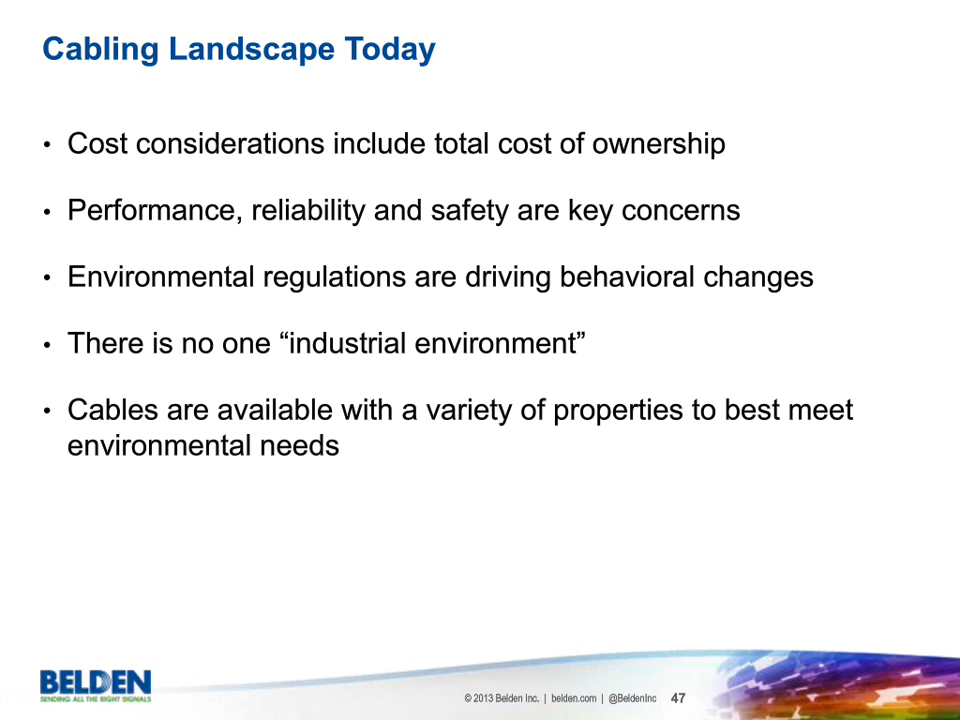 Cabling Landscape Today
• Cost considerations include total cost of ownership
• Performance, reliability and safety are key concerns
• Environmental regulations are driving behavioral changes
• There is no one “industrial environment”
• Cables are available with a variety of properties to best meet
environmental needs
BELDEN
SENDING ALL THE RIGHT SIGNALS
© 2013 Belden Inc. | belden.com | @BeldenInc 47